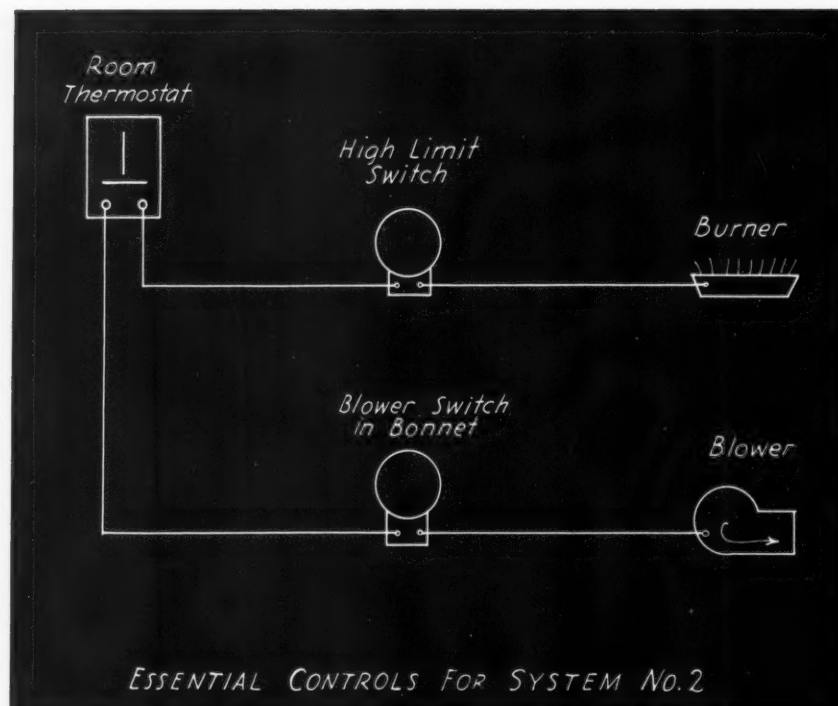 Room
Thermostat
High Limit
Switch
Burner
Blower Switch
in Bonnet
Blower
ESSENTIAL CONTROLS FOR SYSTEM NO. 2